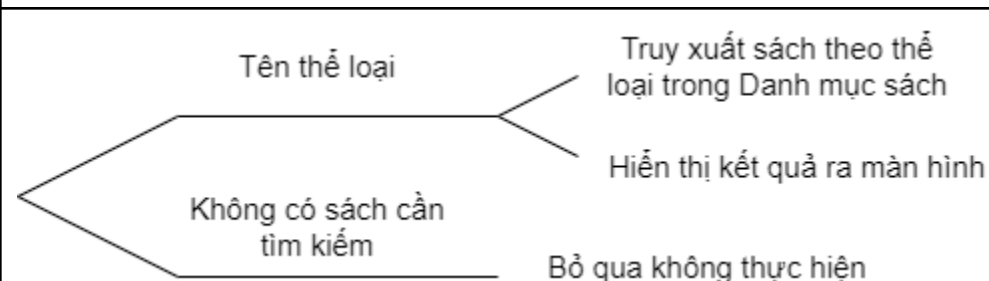 Tên thể loại
Truy xuất sách theo thể
loại trong Danh mục sách
Hiển thị kết quả ra màn hình
Không có sách cần
tìm kiếm
Bỏ qua không thực hiện